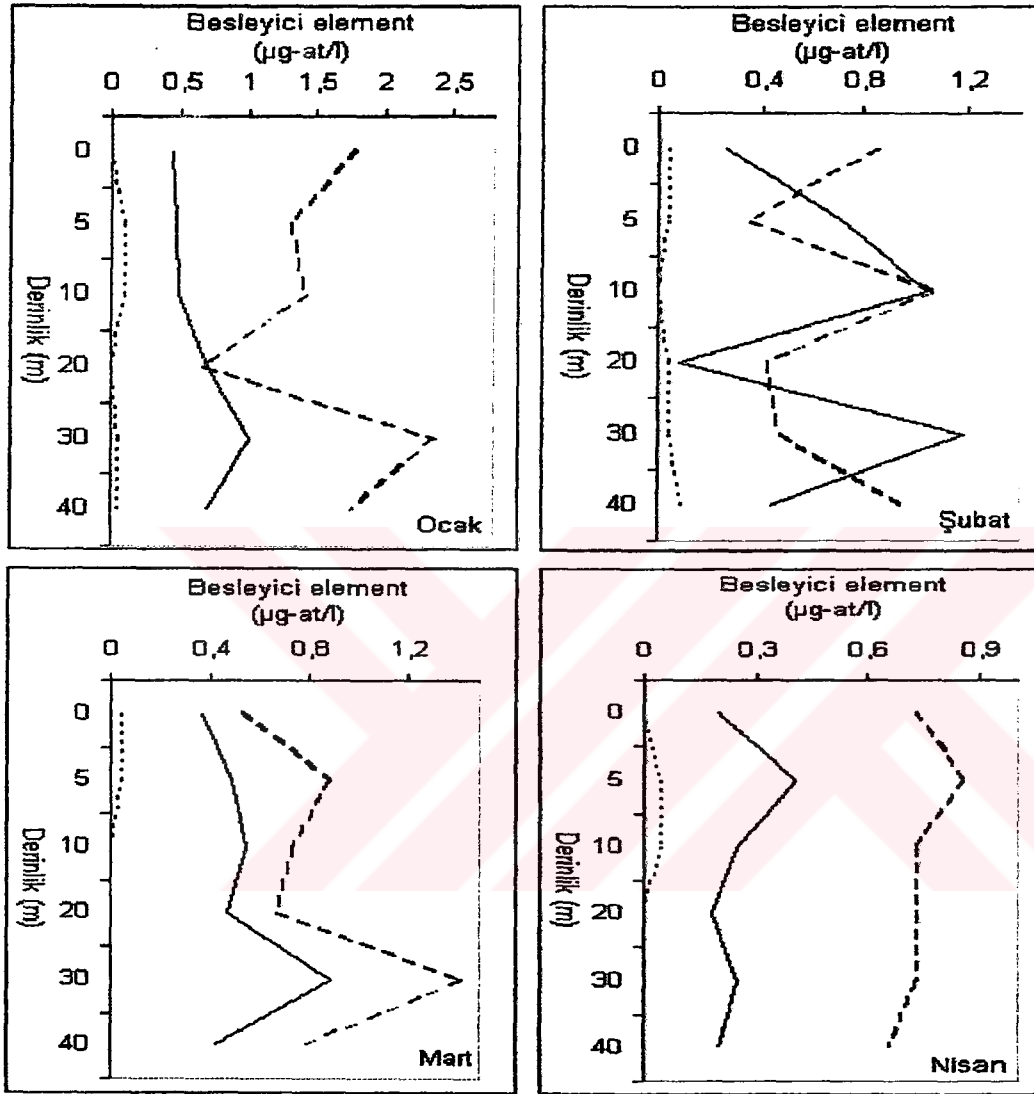 Besleyici element
(µg-at/l)
0 0,5 1 1,5 2 2,5
0
5
10
20
30
40
Derinlik (m)
Ocak
Besleyici element
(µg-at/l)
0 0,4 0,8 1,2
0
5
10
20
30
40
Derinlik (m)
Şubat
Besleyici element
(µg-at/l)
0 0,4 0,8 1,2
0
5
10
20
30
40
Derinlik (m)
Mart
Besleyici element
(µg-at/l)
0 0,3 0,6 0,9
0
5
10
20
30
40
Derinlik (m)
Nisan